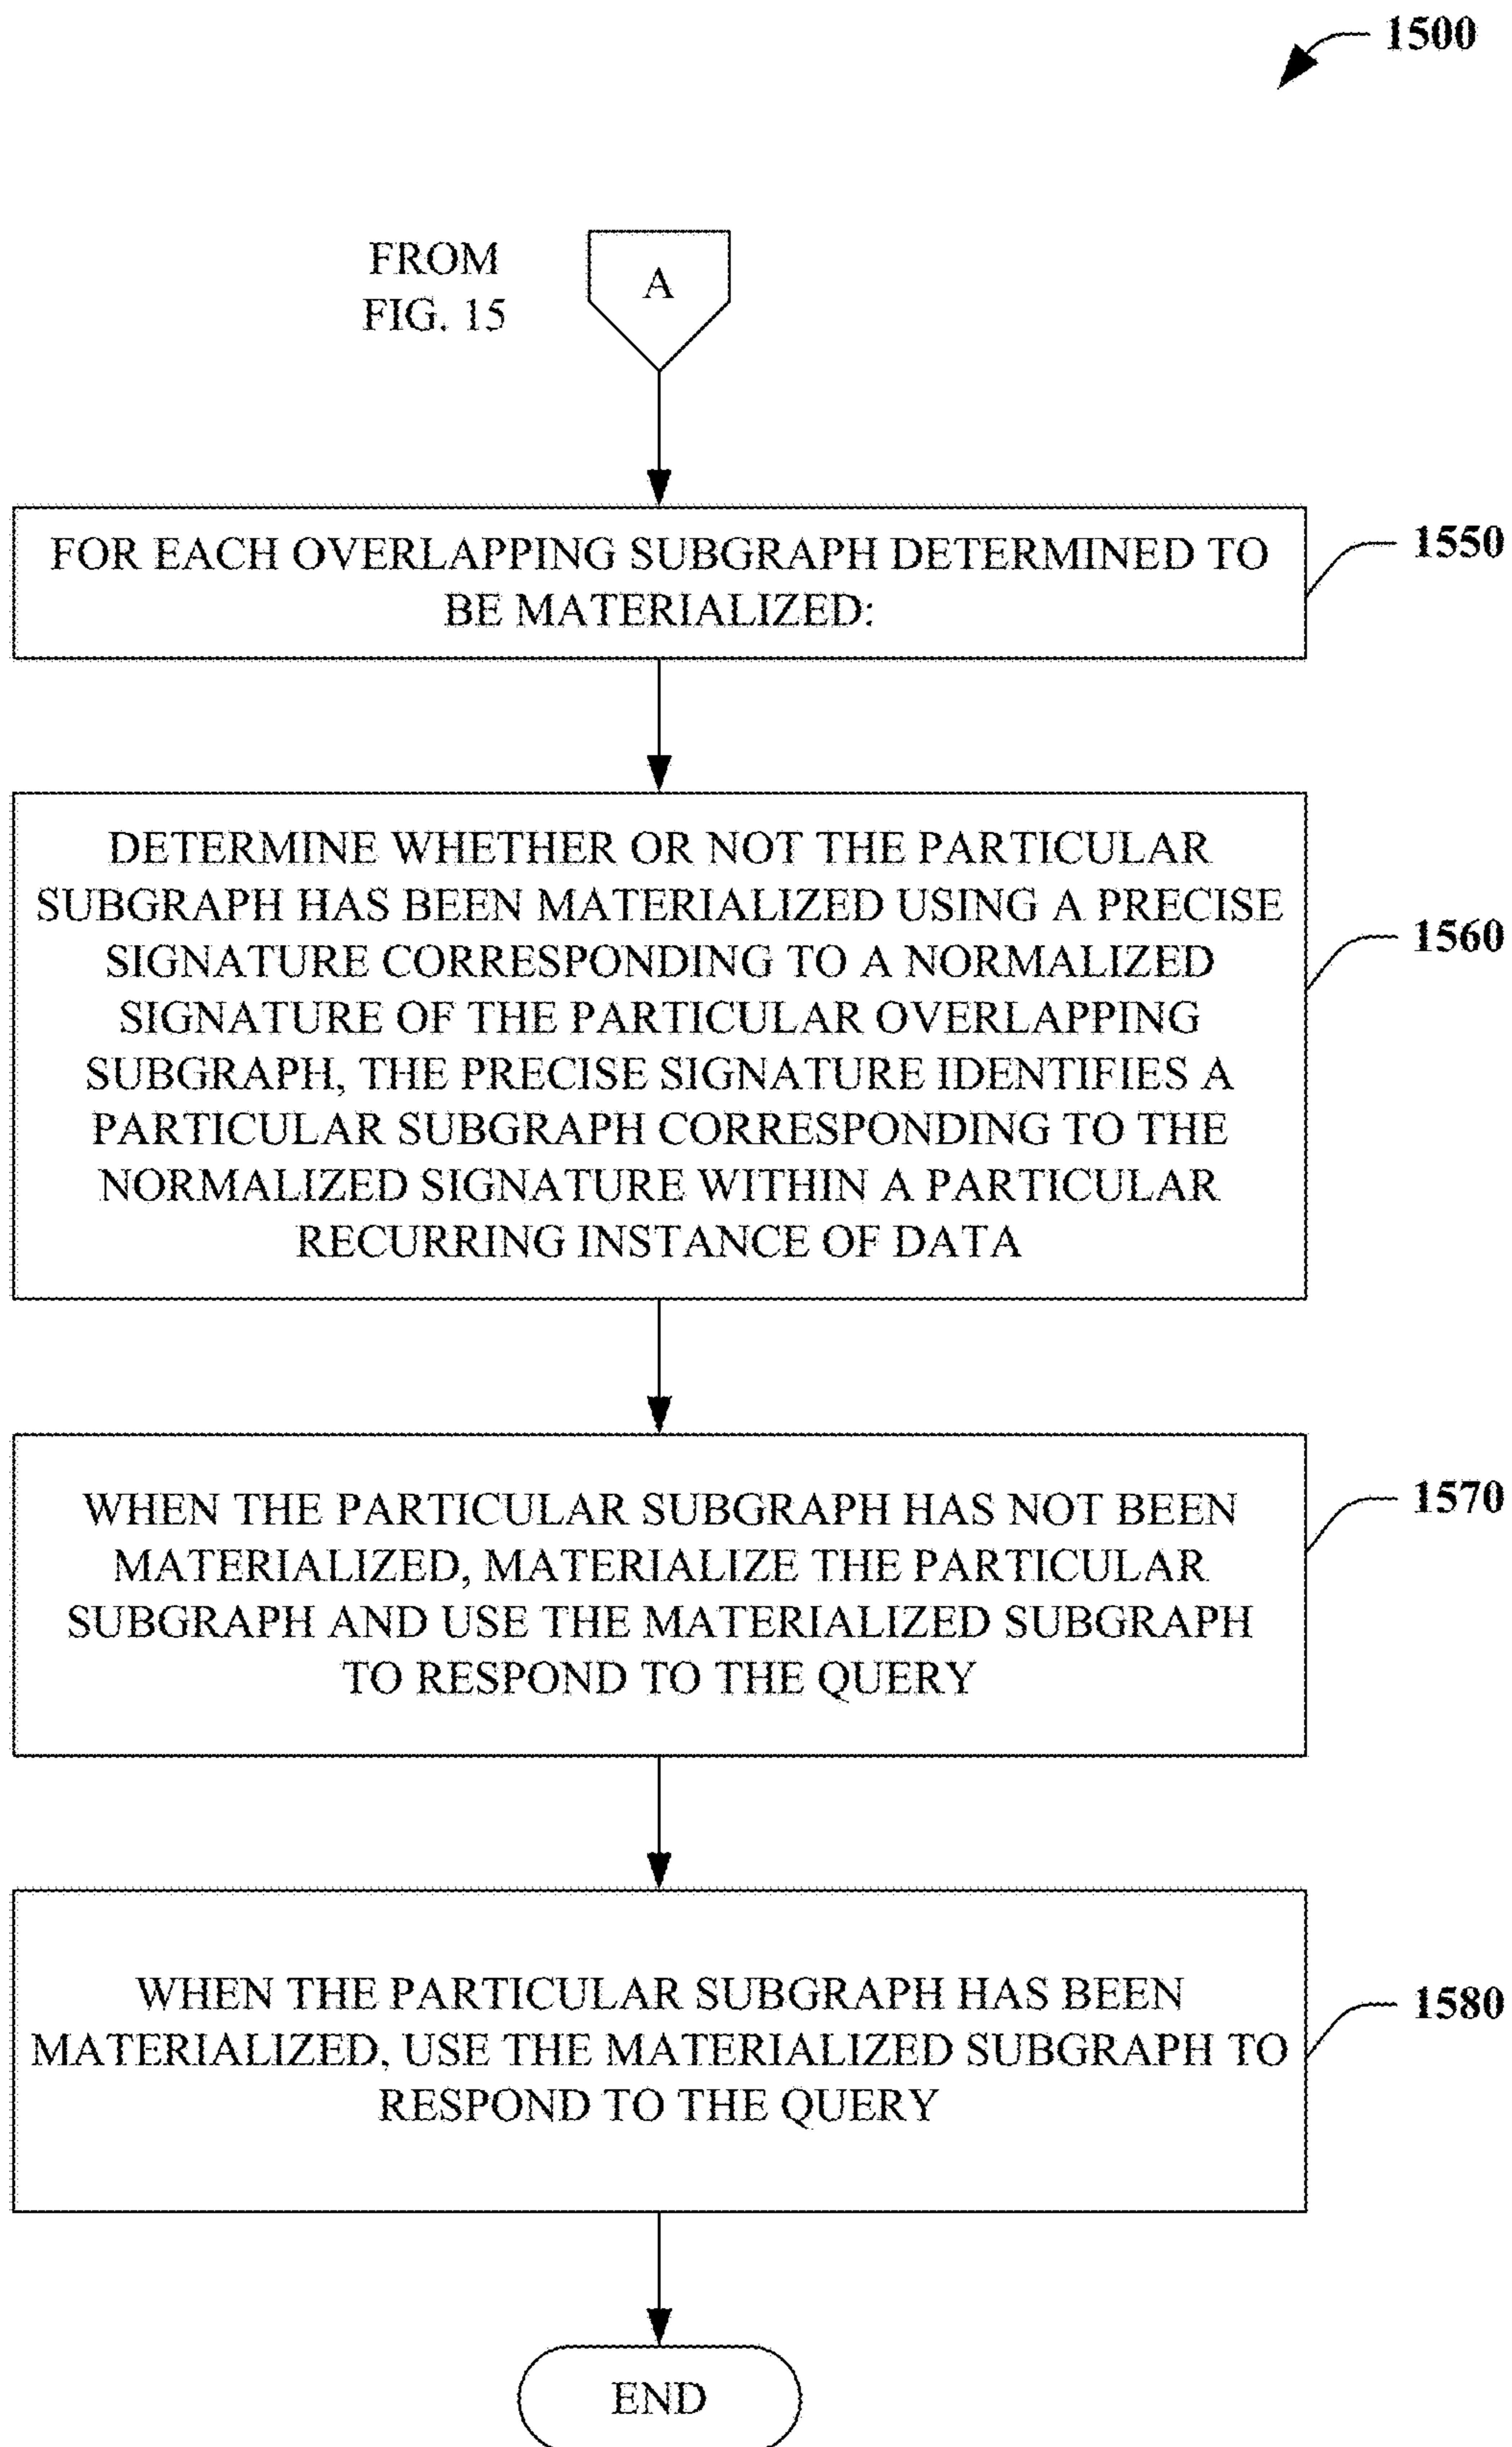 1500
FROM
FIG. 15
A
FOR EACH OVERLAPPING SUBGRAPH DETERMINED TO
BE MATERIALIZED:
1550
DETERMINE WHETHER OR NOT THE PARTICULAR
SUBGRAPH HAS BEEN MATERIALIZED USING A PRECISE
SIGNATURE CORRESPONDING TO A NORMALIZED
SIGNATURE OF THE PARTICULAR OVERLAPPING
SUBGRAPH, THE PRECISE SIGNATURE IDENTIFIES A
PARTICULAR SUBGRAPH CORRESPONDING TO THE
NORMALIZED SIGNATURE WITHIN A PARTICULAR
RECURRING INSTANCE OF DATA
1560
WHEN THE PARTICULAR SUBGRAPH HAS NOT BEEN
MATERIALIZED, MATERIALIZE THE PARTICULAR
SUBGRAPH AND USE THE MATERIALIZED SUBGRAPH
TO RESPOND TO THE QUERY
1570
WHEN THE PARTICULAR SUBGRAPH HAS BEEN
MATERIALIZED, USE THE MATERIALIZED SUBGRAPH TO
RESPOND TO THE QUERY
1580
END